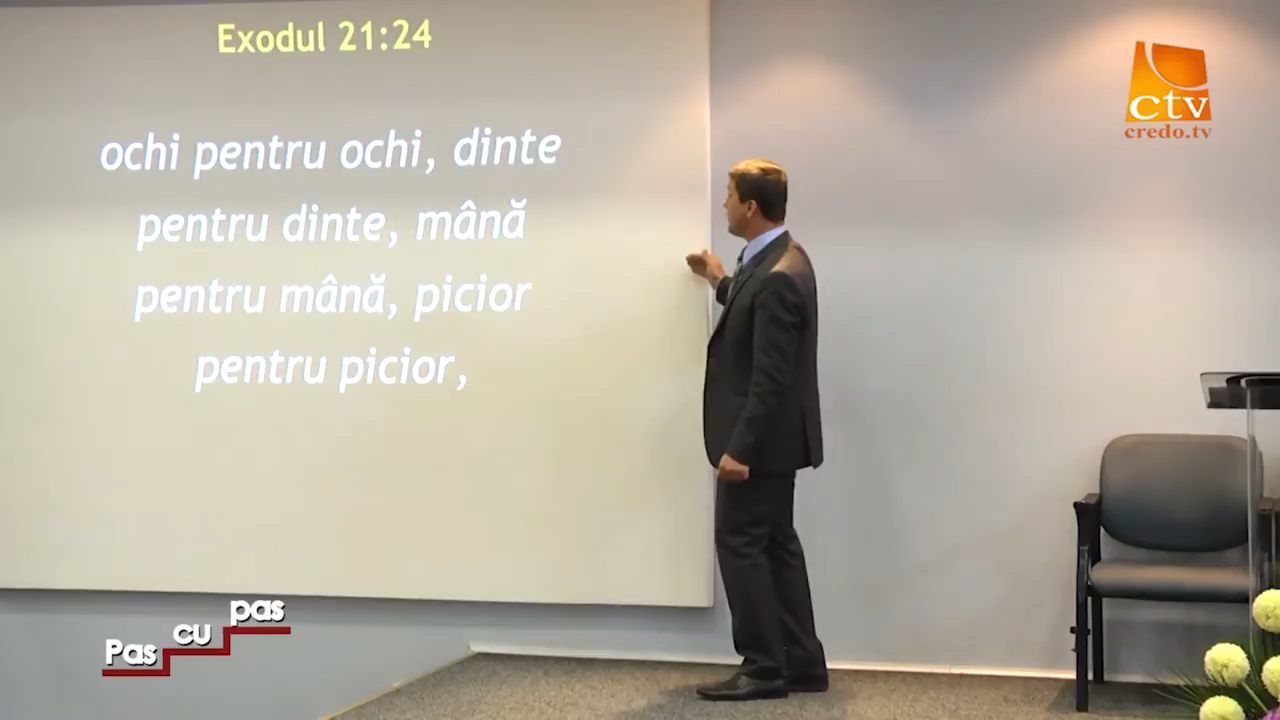 Exodul 21:24
ochi pentru ochi, dinte
pentru dinte, mână
pentru mână, picior
pentru picior,
ctv
credo.tv
Pas cu pas